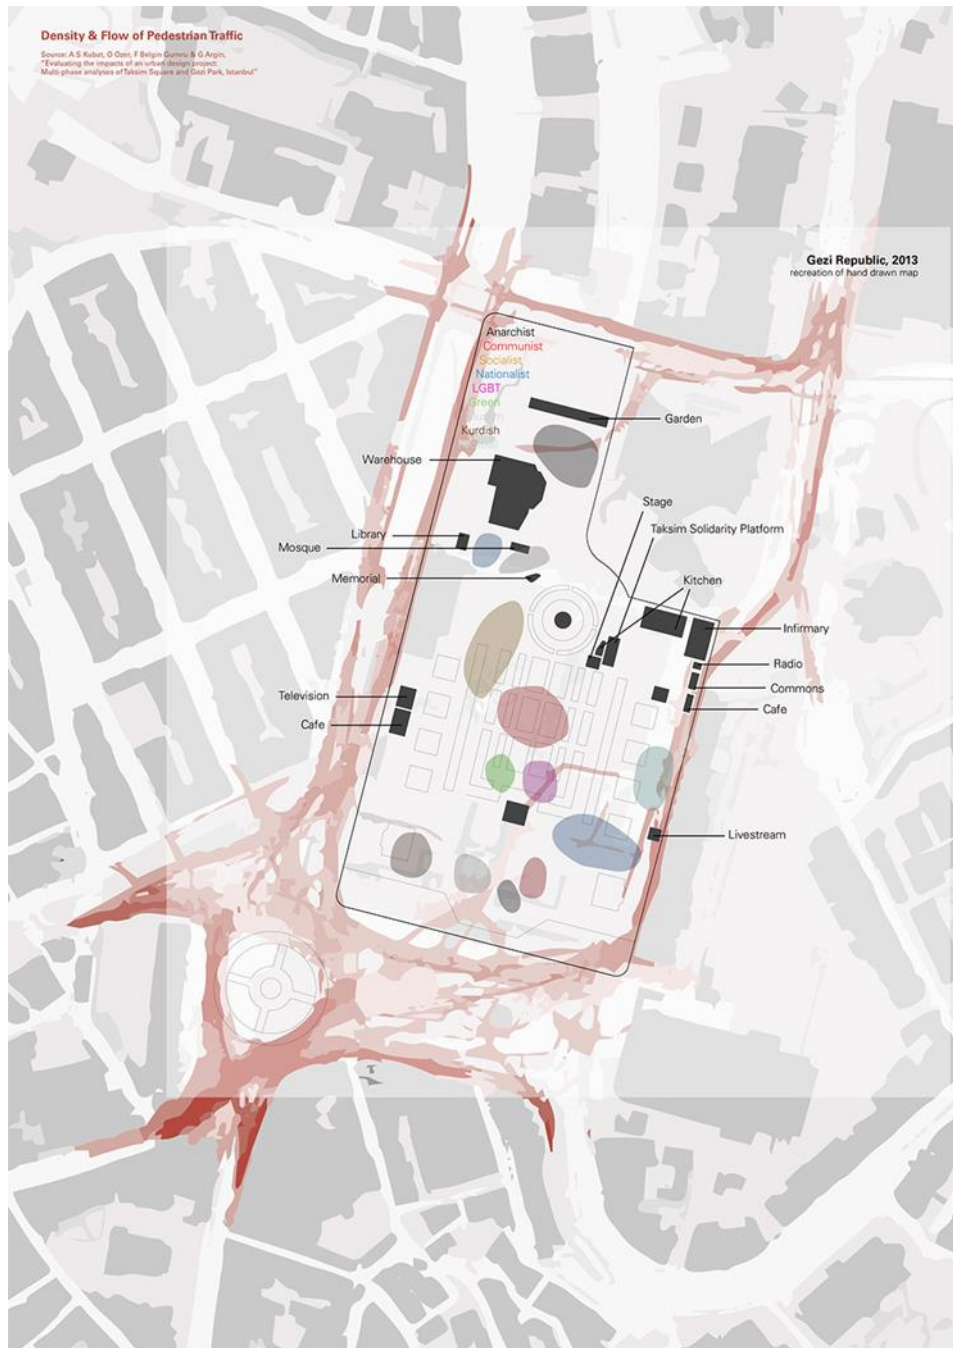 Density & Flow of Pedestrian Traffic
Source: A S Kubat, O Ozer, F Belgin Gumru & G Argin,
"Evaluating the impacts of an urban design project:
Multi-phase analyses of Taksim Square and Gezi Park, Istanbul"
Gezi Republic, 2013
recreation of hand drawn map
Anarchist
Communist
Socialist
Nationalist
LGBT
Green
Kurdish
Garden
Warehouse
Stage
Taksim Solidarity Platform
Library
Mosque
Memorial
Kitchen
Infirmary
Radio
Commons
Cafe
Television
Cafe
Livestream